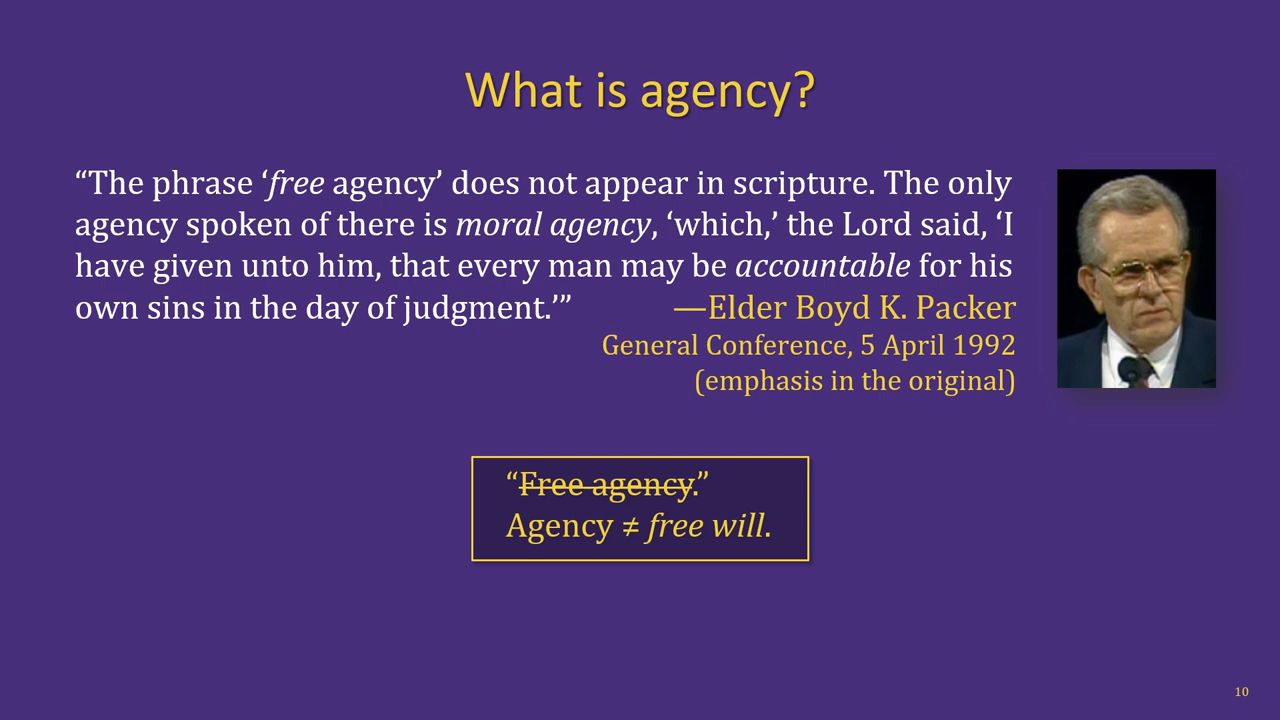 What is agency?
“The phrase ‘free agency’ does not appear in scripture. The only
agency spoken of there is moral agency, ‘which,’ the Lord said, ‘I
have given unto him, that every man may be accountable for his
own sins in the day of judgment.’” —Elder Boyd K. Packer
General Conference, 5 April 1992
(emphasis in the original)
“Free agency.”
Agency ≠ free will.
10